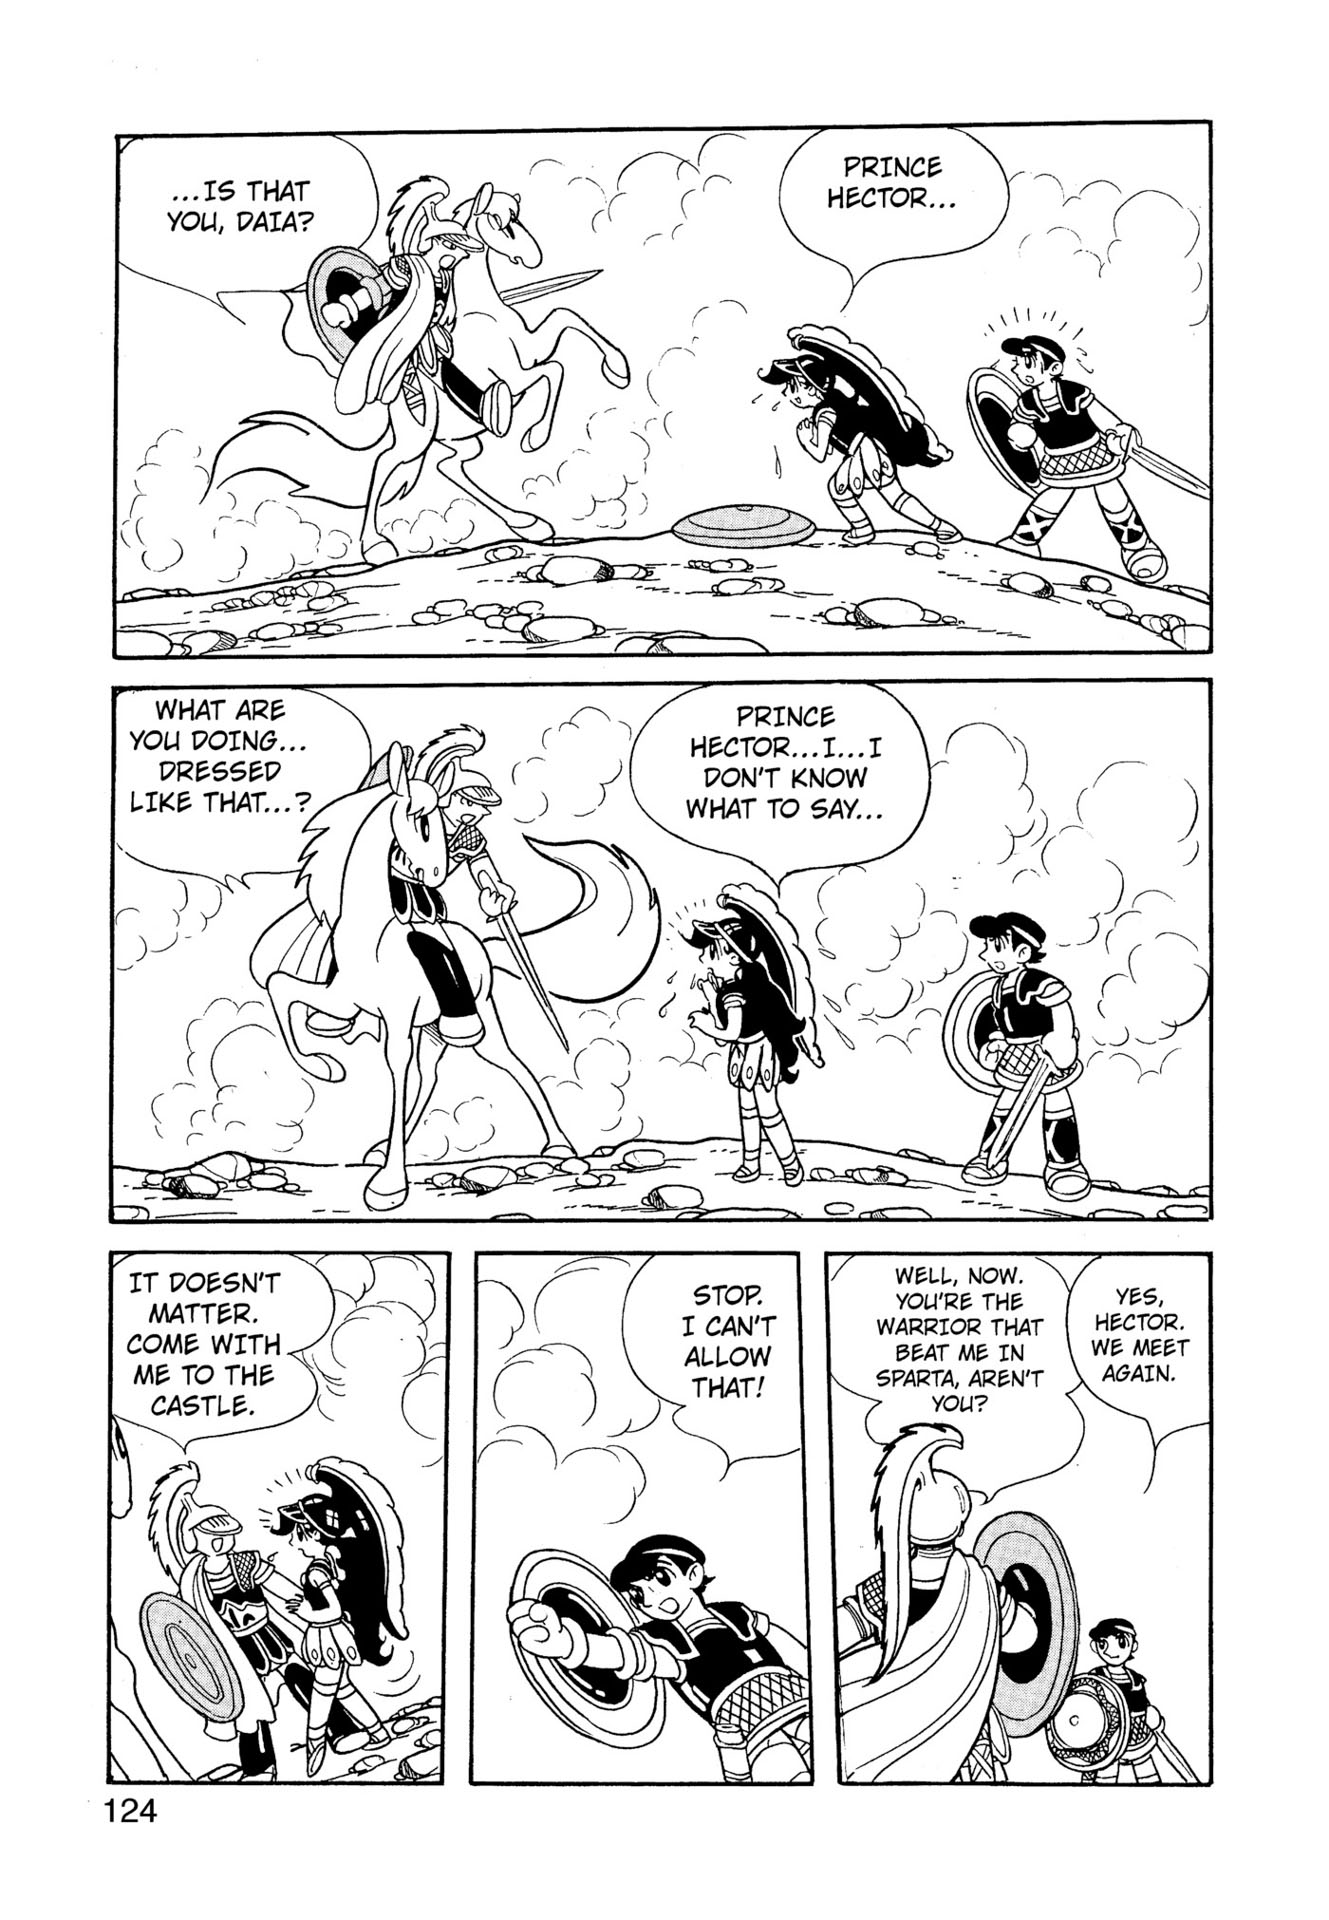 ...IS THAT
YOU, DAIA?
PRINCE
HECTOR...
WHAT ARE
YOU DOING...
DRESSED
LIKE THAT...?
PRINCE
HECTOR...I...I
DON'T KNOW
WHAT TO SAY...
IT DOESN'T
MATTER.
COME WITH
ME TO THE
CASTLE.
STOP.
I CAN'T
ALLOW
THAT!
WELL, NOW.
YOU'RE THE
WARRIOR THAT
BEAT ME IN
SPARTA, AREN'T
YOU?
YES,
HECTOR.
WE MEET
AGAIN.
124